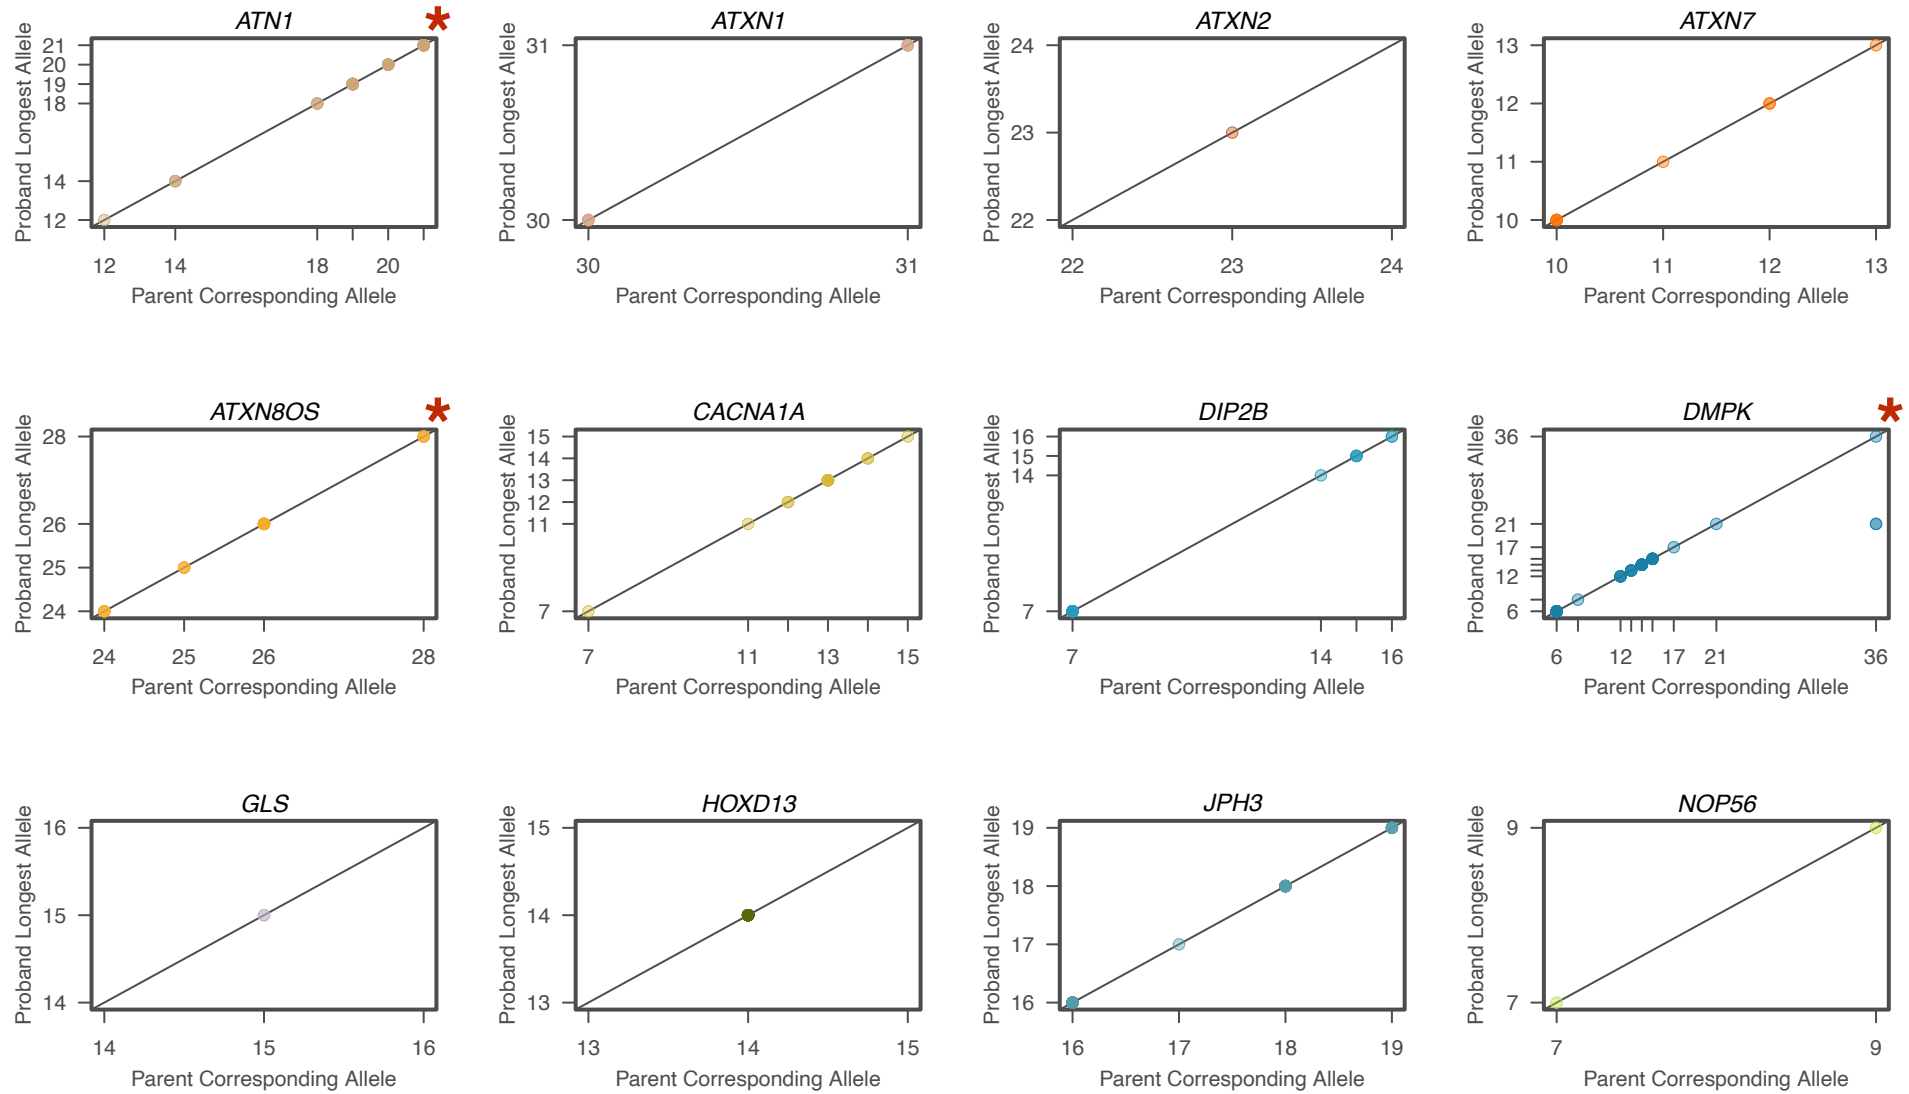 ATN1 *
Proband Longest Allele
21
20
19
18
14
12
12 14 18 20
Parent Corresponding Allele
ATXN1
Proband Longest Allele
31
30
30 31
Parent Corresponding Allele
ATXN2
Proband Longest Allele
24
23
22
22 23 24
Parent Corresponding Allele
ATXN7
Proband Longest Allele
13
12
11
10
10 11 12 13
Parent Corresponding Allele
ATXN8OS *
Proband Longest Allele
28
26
25
24
24 25 26 28
Parent Corresponding Allele
CACNA1A
Proband Longest Allele
15
14
13
12
11
7
7 11 13 15
Parent Corresponding Allele
DIP2B
Proband Longest Allele
16
15
14
7
7 14 16
Parent Corresponding Allele
DMPK *
Proband Longest Allele
36
21
17
12
6
6 12 17 21 36
Parent Corresponding Allele
GLS
Proband Longest Allele
16
15
14
14 15 16
Parent Corresponding Allele
HOXD13
Proband Longest Allele
15
14
13
13 14 15
Parent Corresponding Allele
JPH3
Proband Longest Allele
19
18
17
16
16 17 18 19
Parent Corresponding Allele
NOP56
Proband Longest Allele
9
7
7 9
Parent Corresponding Allele